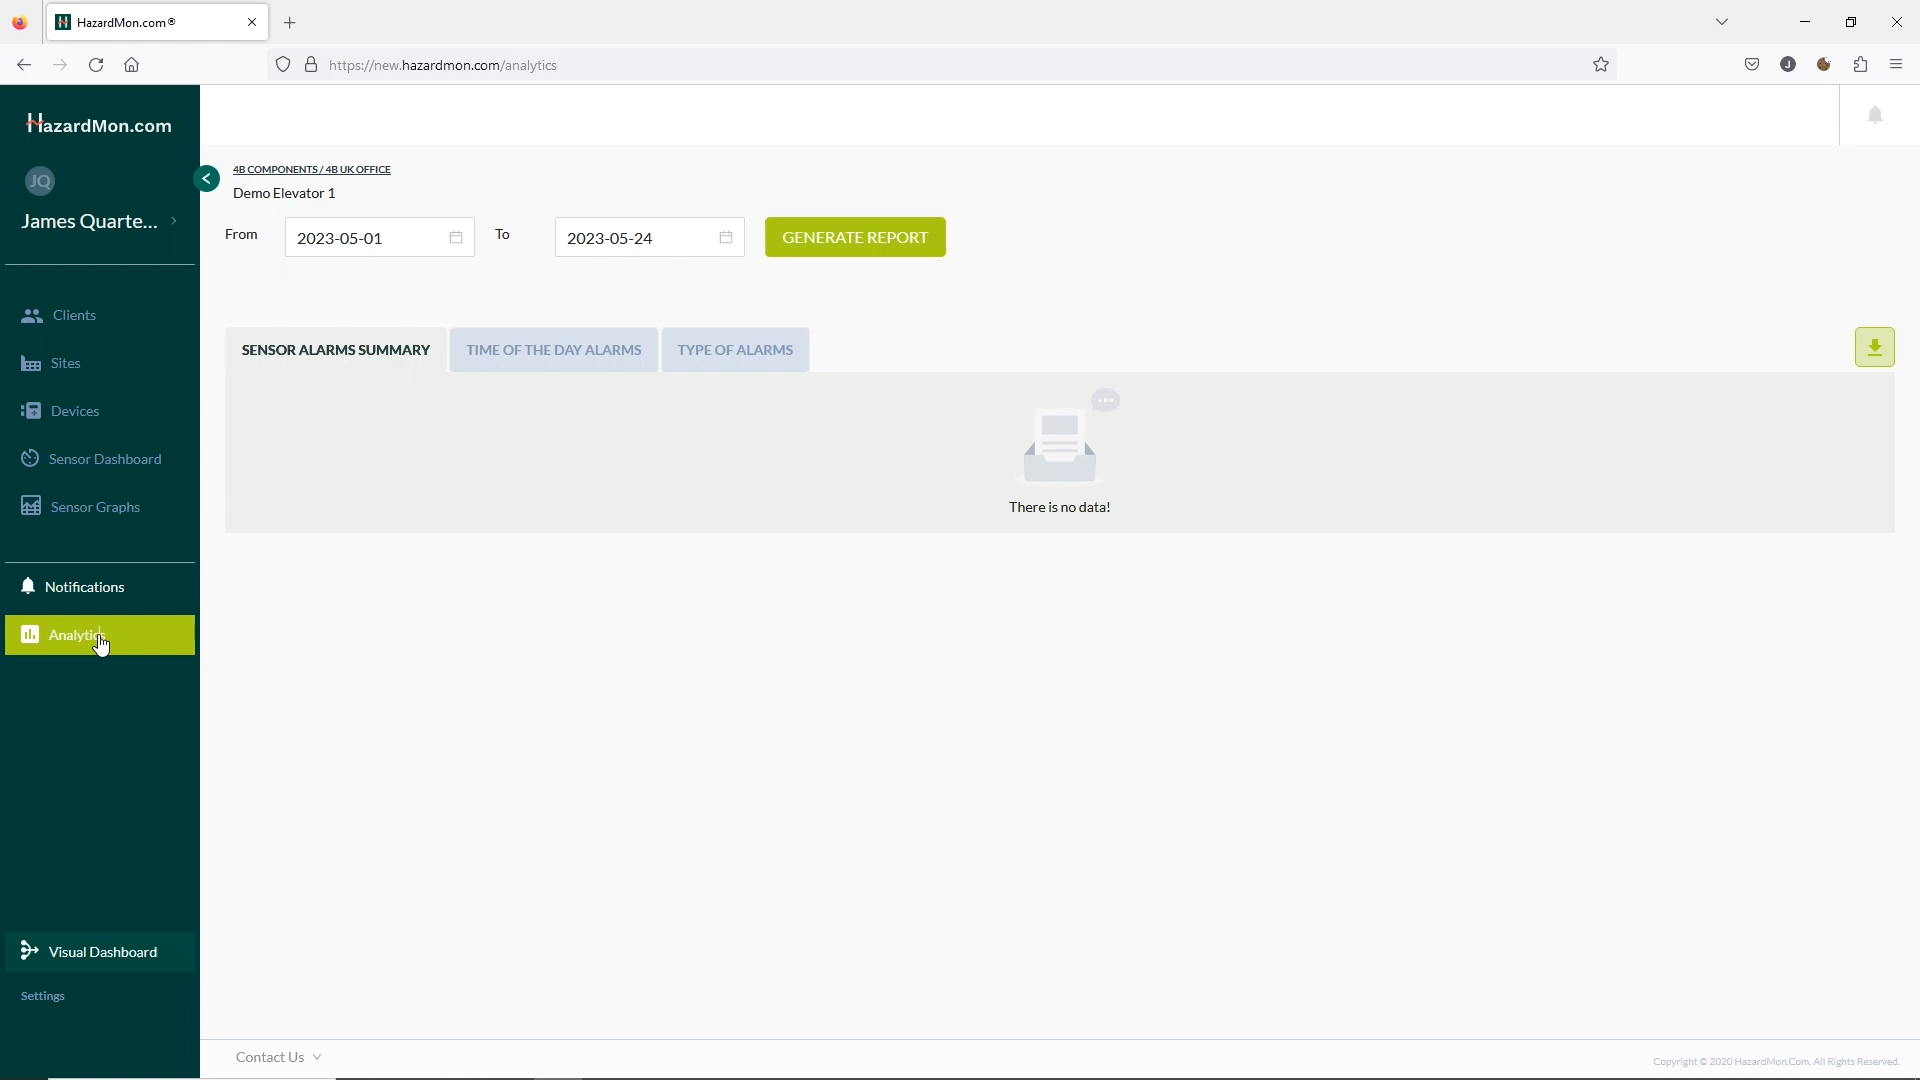 HazardMon.com®
https://new.hazardmon.com/analytics
J
HazardMon.com
JQ
James Quarte...
Clients
Sites
Devices
Sensor Dashboard
Sensor Graphs
Notifications
Analytics
Visual Dashboard
Settings
4B COMPONENTS / 4B UK OFFICE
Demo Elevator 1
From 2023-05-01 To 2023-05-24 GENERATE REPORT
SENSOR ALARMS SUMMARY TIME OF THE DAY ALARMS TYPE OF ALARMS
There is no data!
Contact Us
Copyright © 2020 HazardMon.Com. All Rights Reserved.